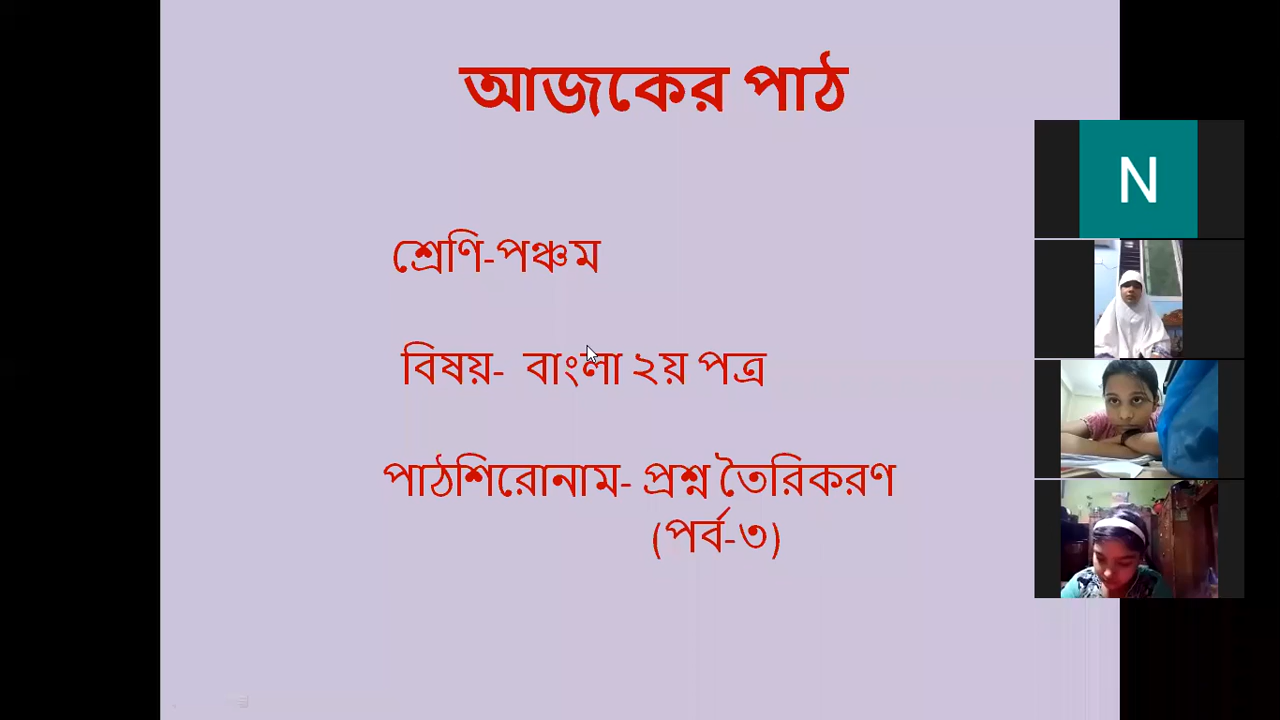 আজকের পাঠ
শ্রেণি-পঞ্চম
বিষয়- বাংলা ২য় পত্র
পাঠশিরোনাম- প্রশ্ন তৈরিকরণ
(পর্ব-৩)
N